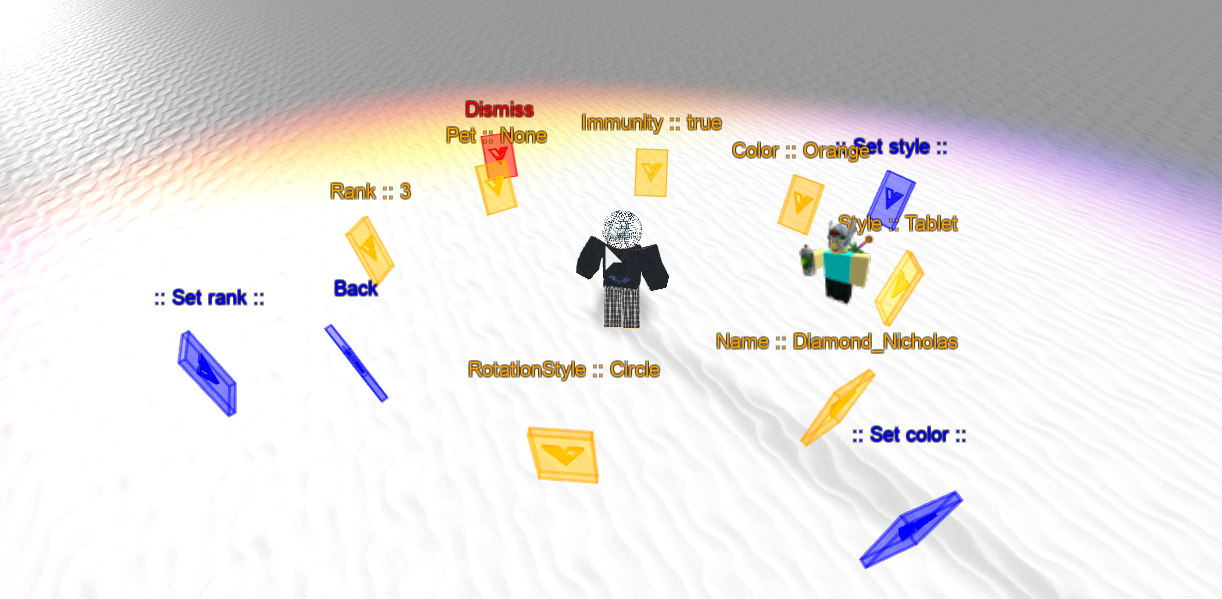 Dismiss
Pet :: None
Immunity :: true
Color :: Orange
:: Set style ::
Rank :: 3
Style :: Tablet
Back
:: Set rank ::
Name :: Diamond_Nicholas
RotationStyle :: Circle
:: Set color ::